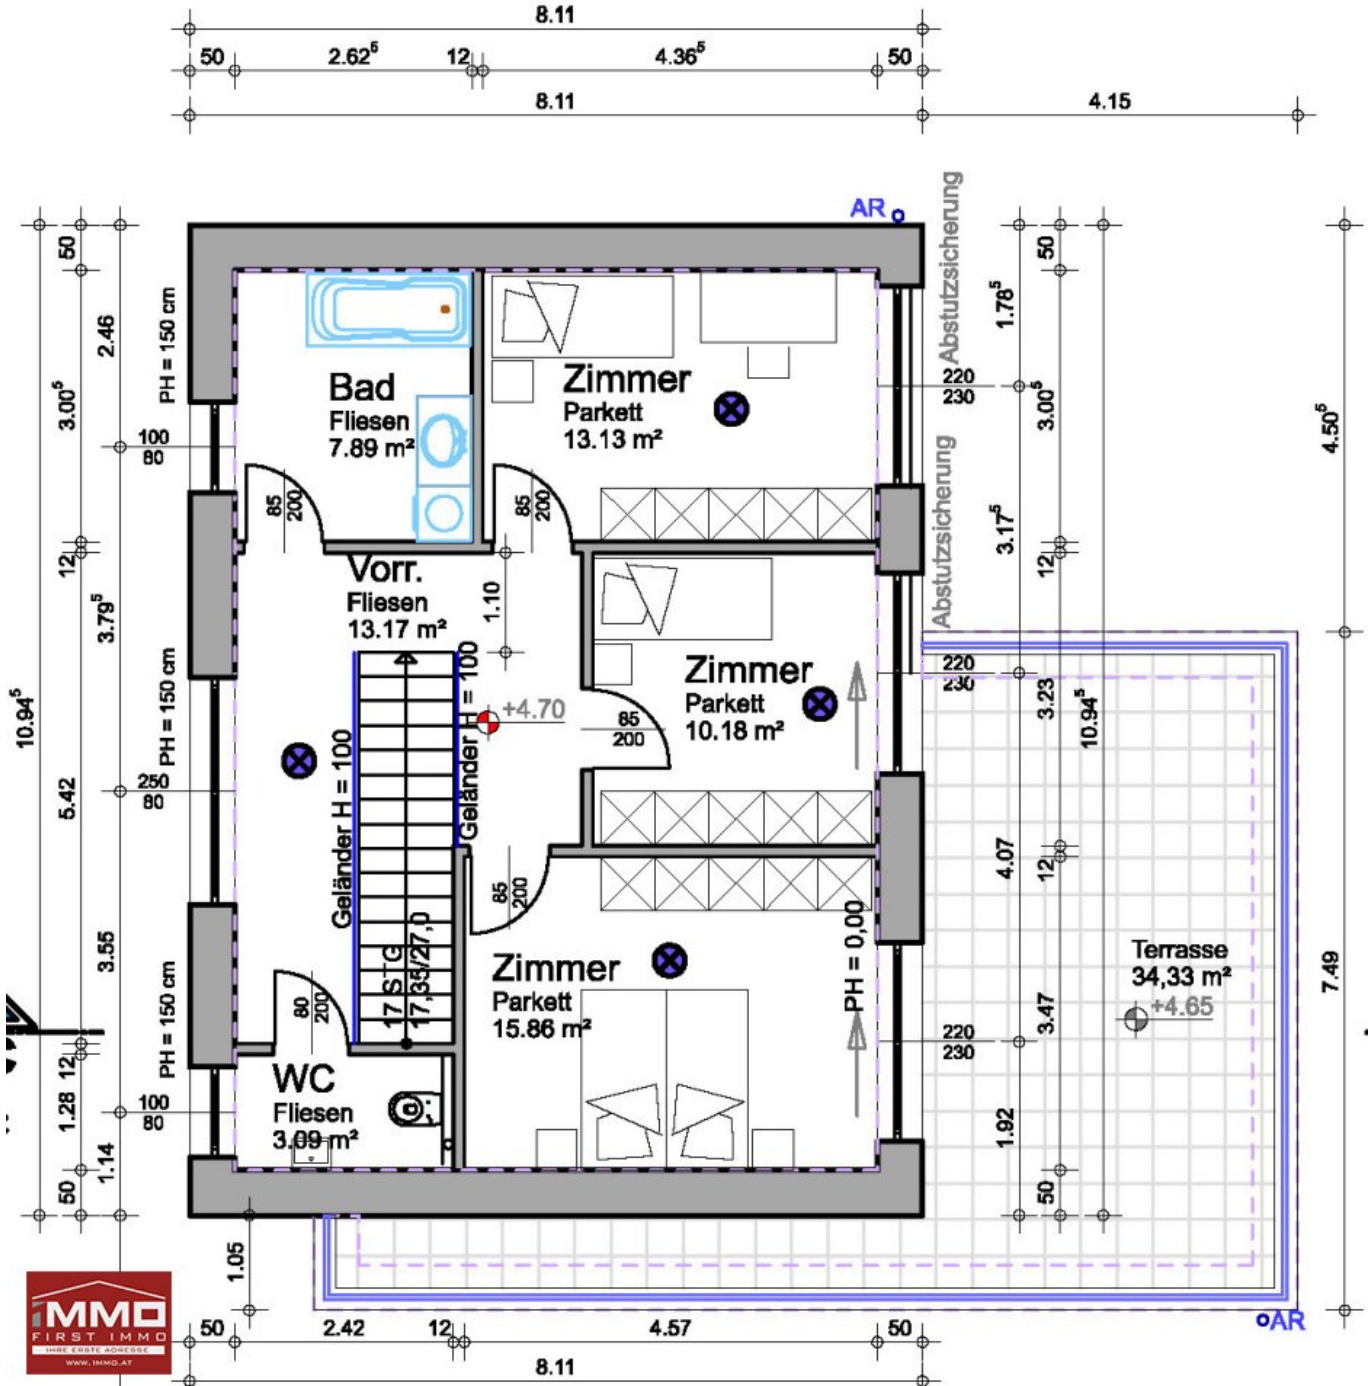 8.11
50
2.62⁵
12
4.36⁵
50
8.11
4.15
AR
Abstutzsicherung
Abstutzsicherung
50
2.46
3.00⁵
PH = 150 cm
100
80
12
3.79⁵
10.94⁵
PH = 150 cm
5.42
250
80
3.55
PH = 150 cm
12
1.28
100
80
1.14
50
Bad
Fliesen
7.89 m²
85
200
Zimmer
Parkett
13.13 m²
85
200
Vorr.
Fliesen
13.17 m²
1.10
Geländer H = 100
Geländer H = 100
+4.70
85
200
Zimmer
Parkett
10.18 m²
17 STG
17,35/27,0
85
200
Zimmer
Parkett
15.86 m²
PH = 0,00
80
200
WC
Fliesen
3.09 m²
220
230
220
230
220
230
50
1.78⁵
3.00⁵
3.17⁵
12
3.23
10.94⁵
4.07
12
3.47
1.92
50
4.50⁵
7.49
Terrasse
34,33 m²
+4.65
AR
1.05
50
2.42
12
4.57
50
8.11
iMMO
FIRST IMMO
IHRE ERSTE ADRESSE
WWW.1MMO.AT